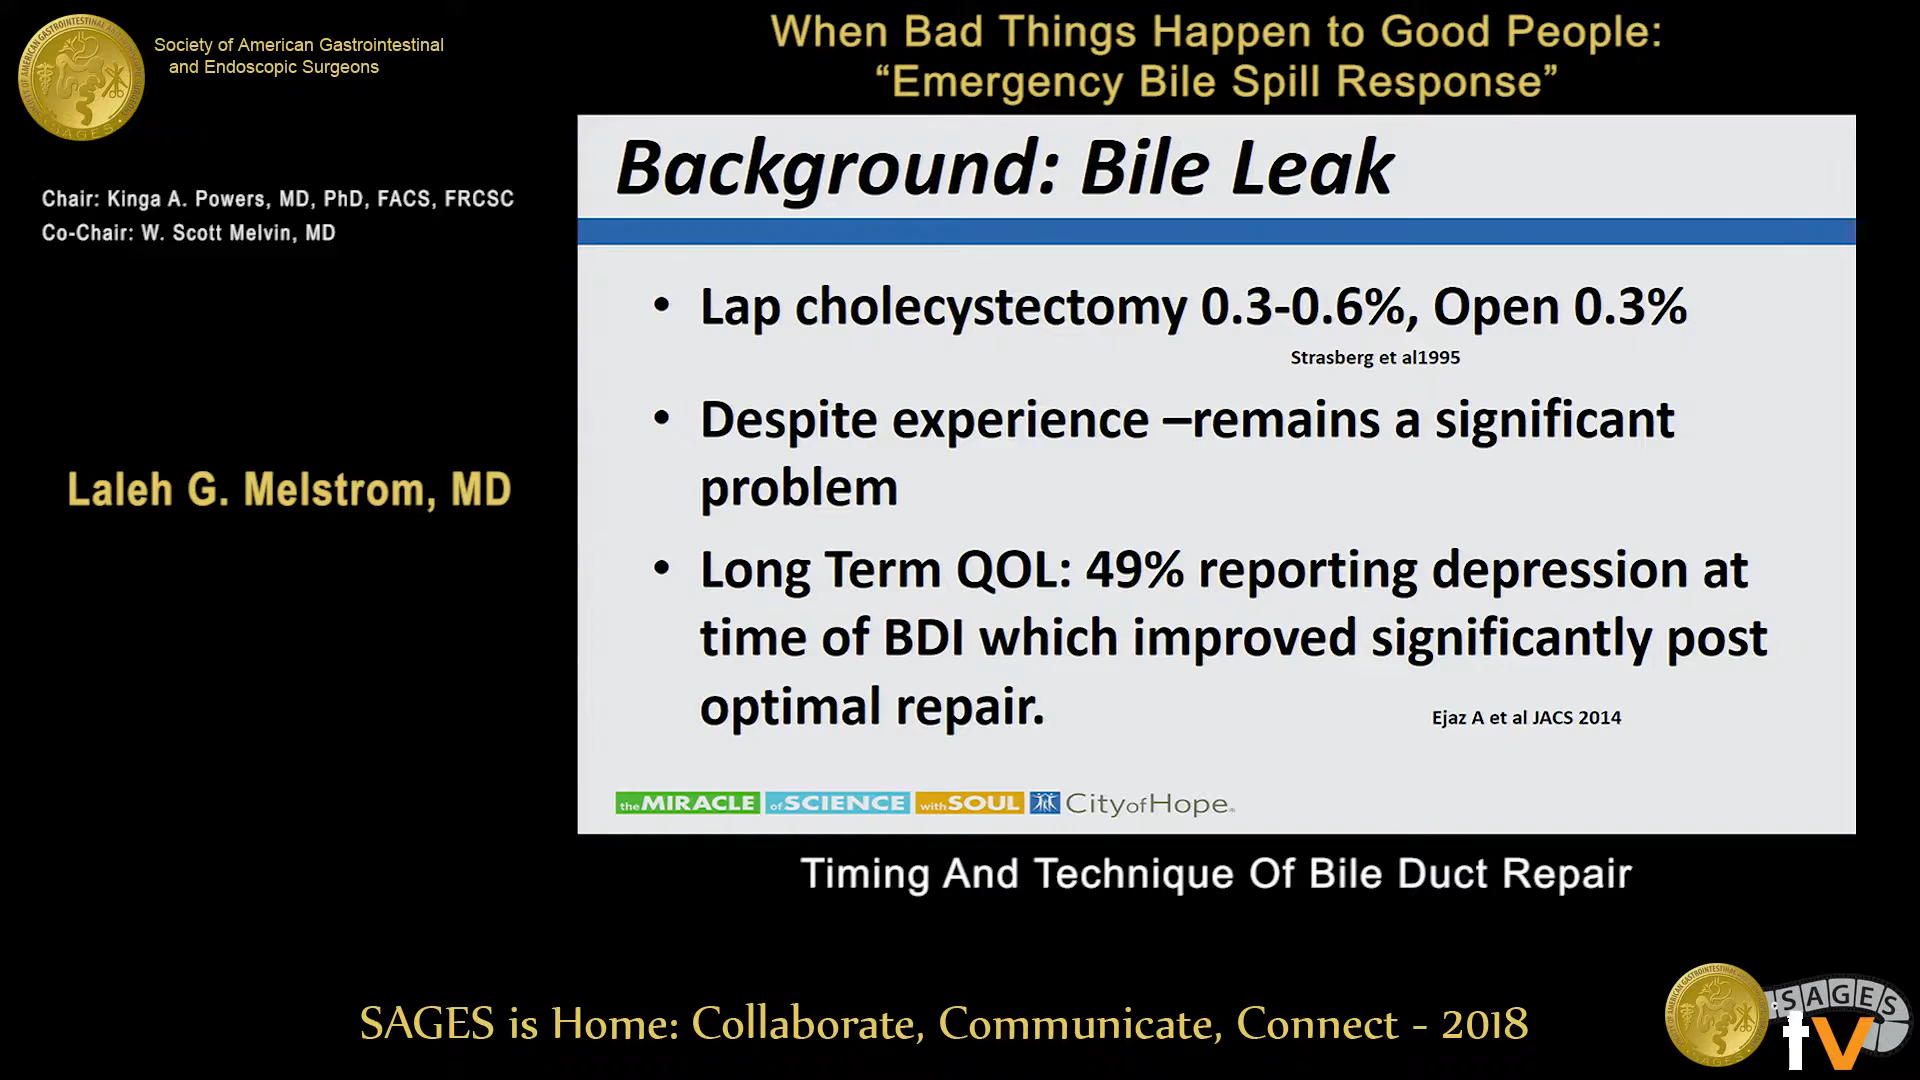 Society of American Gastrointestinal
and Endoscopic Surgeons
When Bad Things Happen to Good People:
“Emergency Bile Spill Response”
Chair: Kinga A. Powers, MD, PhD, FACS, FRCSC
Co-Chair: W. Scott Melvin, MD
Laleh G. Melstrom, MD
Background: Bile Leak
• Lap cholecystectomy 0.3-0.6%, Open 0.3%
Strasberg et al1995
• Despite experience –remains a significant
problem
• Long Term QOL: 49% reporting depression at
time of BDI which improved significantly post
optimal repair.
Ejaz A et al JACS 2014
the MIRACLE of SCIENCE with SOUL City of Hope
Timing And Technique Of Bile Duct Repair
SAGES is Home: Collaborate, Communicate, Connect - 2018
SAGES
tv